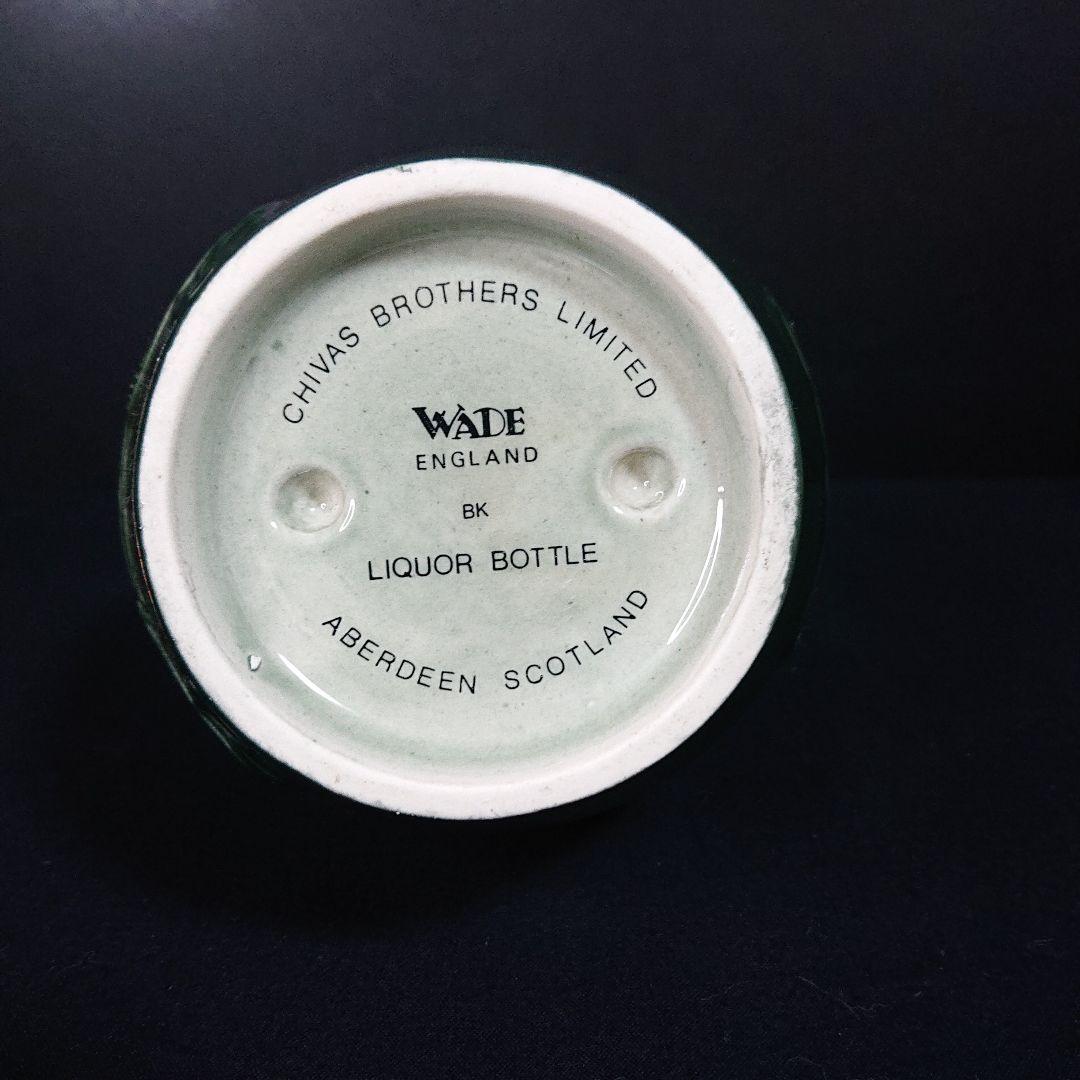 CHIVAS BROTHERS LIMITED
WADE
ENGLAND
BK
LIQUOR BOTTLE
ABERDEEN SCOTLAND